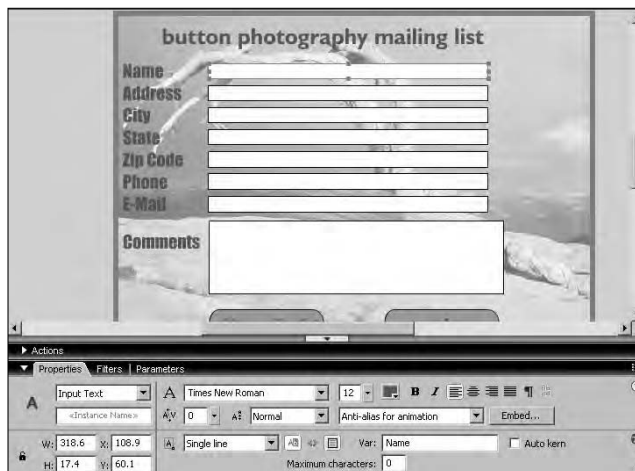 button photography mailing list
Name
Address
City
State
Zip Code
Phone
E-Mail
Comments
Actions
Properties Filters Parameters
A Input Text A Times New Roman 12 B I
<Instance Name> A V 0 A Normal Anti-alias for animation Embed...
W: 318.6 X: 108.9 A Single line AB <> Var: Name Auto kern
H: 17.4 Y: 60.1 Maximum characters: 0